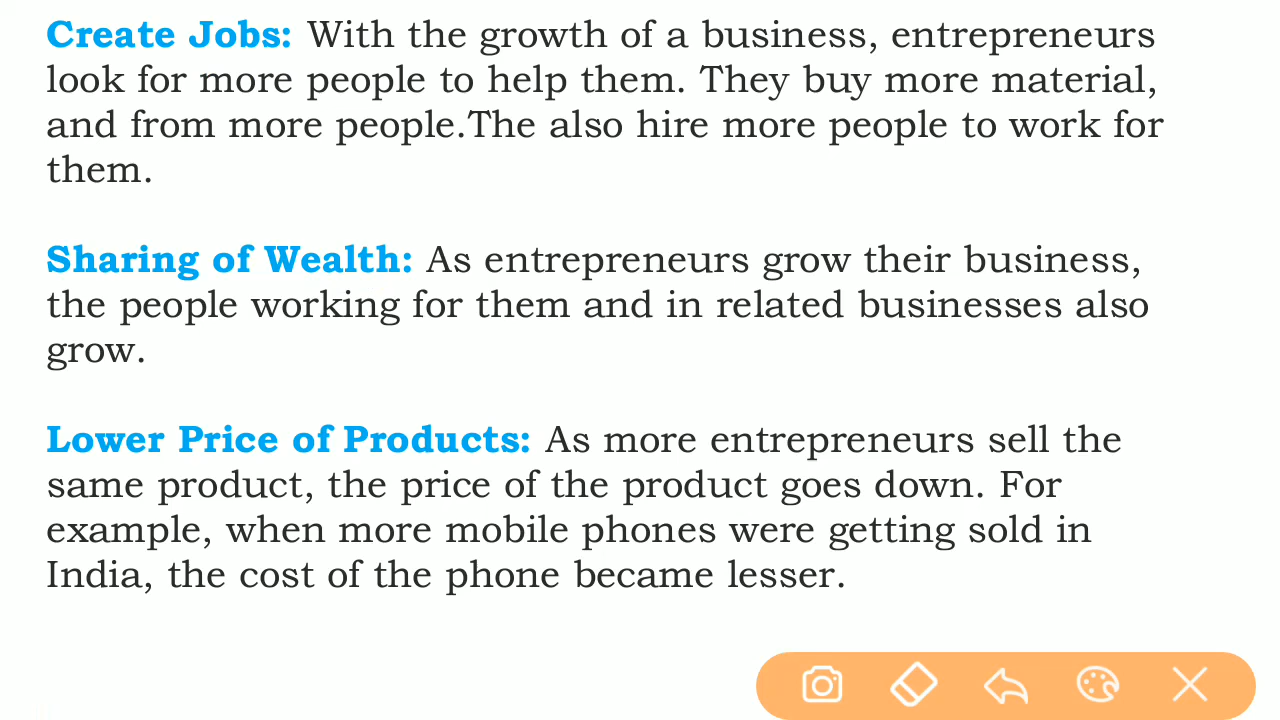 Create Jobs: With the growth of a business, entrepreneurs
look for more people to help them. They buy more material,
and from more people.The also hire more people to work for
them.
Sharing of Wealth: As entrepreneurs grow their business,
the people working for them and in related businesses also
grow.
Lower Price of Products: As more entrepreneurs sell the
same product, the price of the product goes down. For
example, when more mobile phones were getting sold in
India, the cost of the phone became lesser.